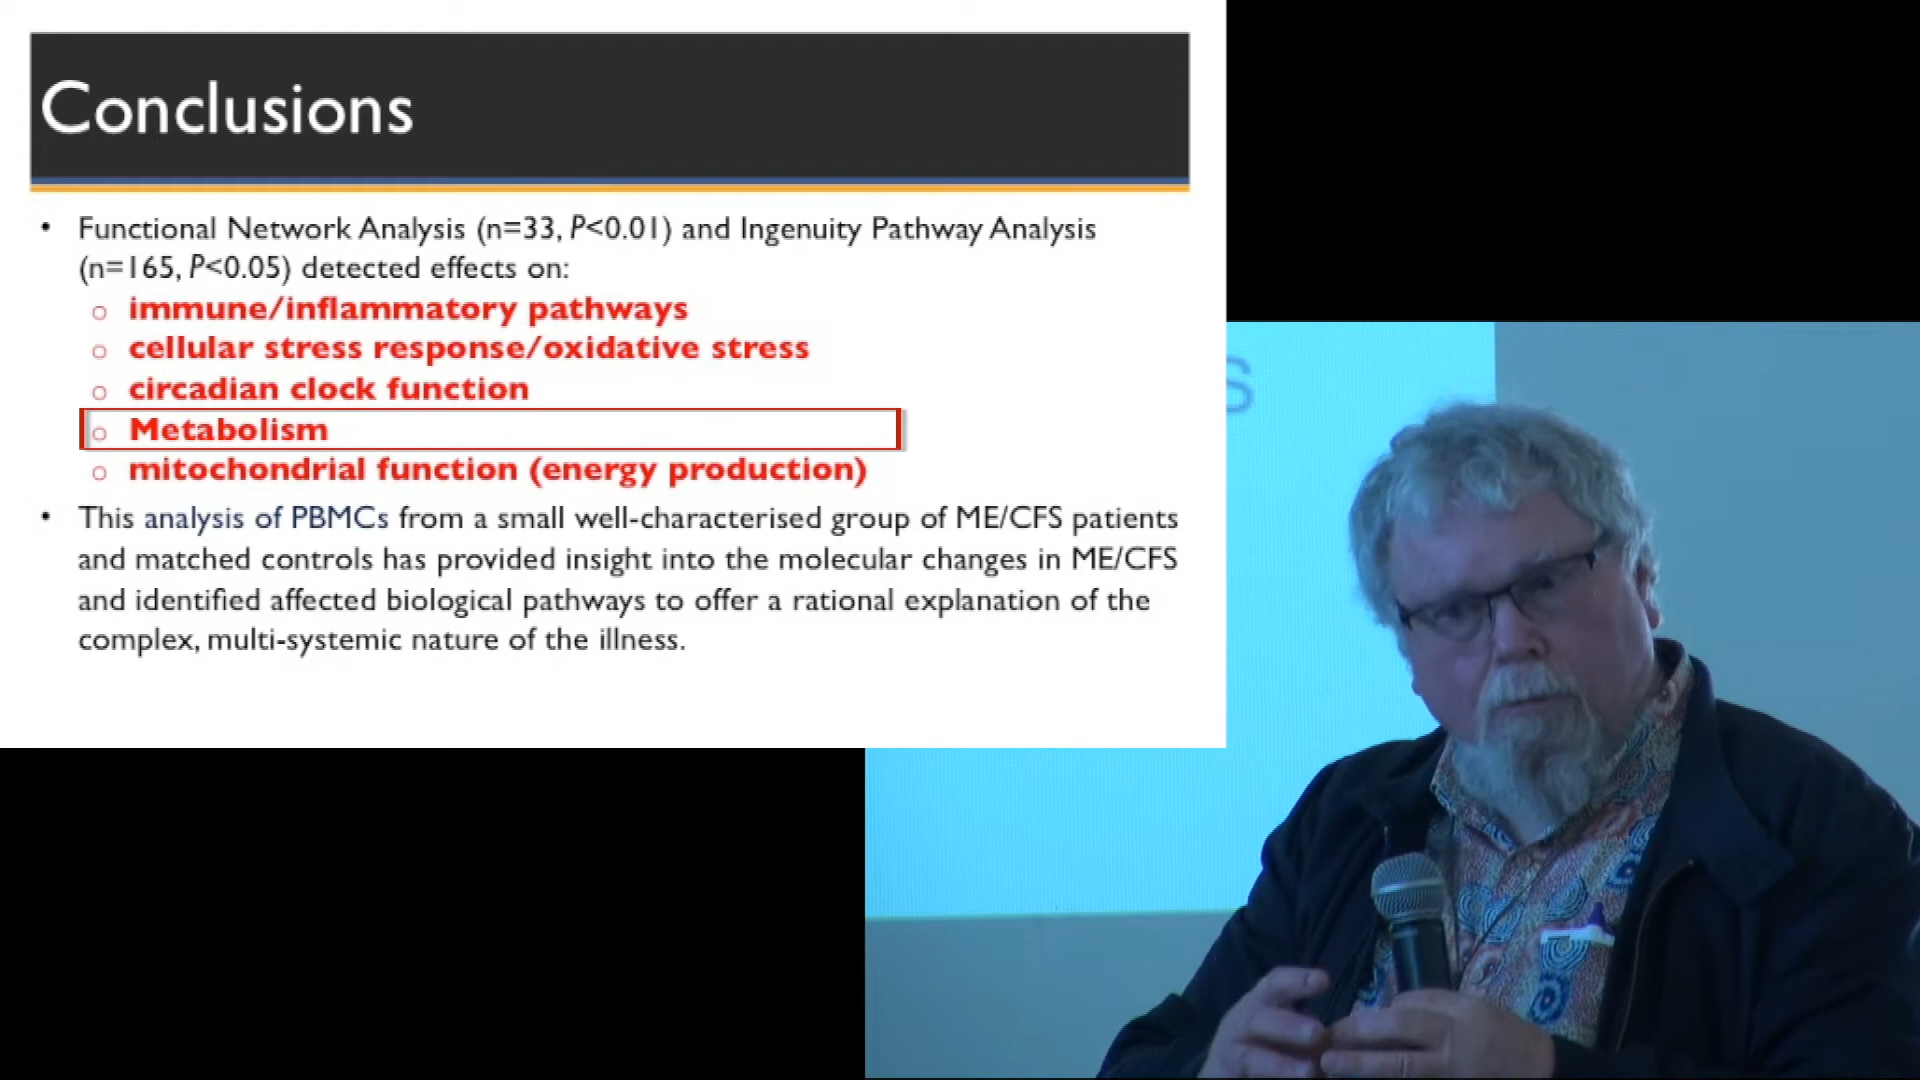 Conclusions
• Functional Network Analysis (n=33, P<0.01) and Ingenuity Pathway Analysis
(n=165, P<0.05) detected effects on:
o immune/inflammatory pathways
o cellular stress response/oxidative stress
o circadian clock function
o Metabolism
o mitochondrial function (energy production)
• This analysis of PBMCs from a small well-characterised group of ME/CFS patients
and matched controls has provided insight into the molecular changes in ME/CFS
and identified affected biological pathways to offer a rational explanation of the
complex, multi-systemic nature of the illness.
S